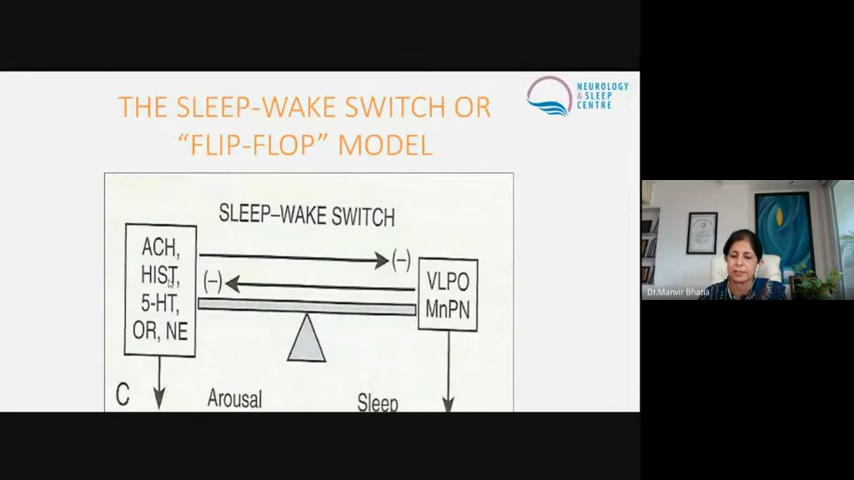 THE SLEEP-WAKE SWITCH OR
“FLIP-FLOP” MODEL
NEUROLOGY
& SLEEP
CENTRE
SLEEP–WAKE SWITCH
ACH,
HIST,
5-HT,
OR, NE
(–)
(–)
VLPO
MnPN
C
Arousal
Sleep
Dr.Manvir Bhatia